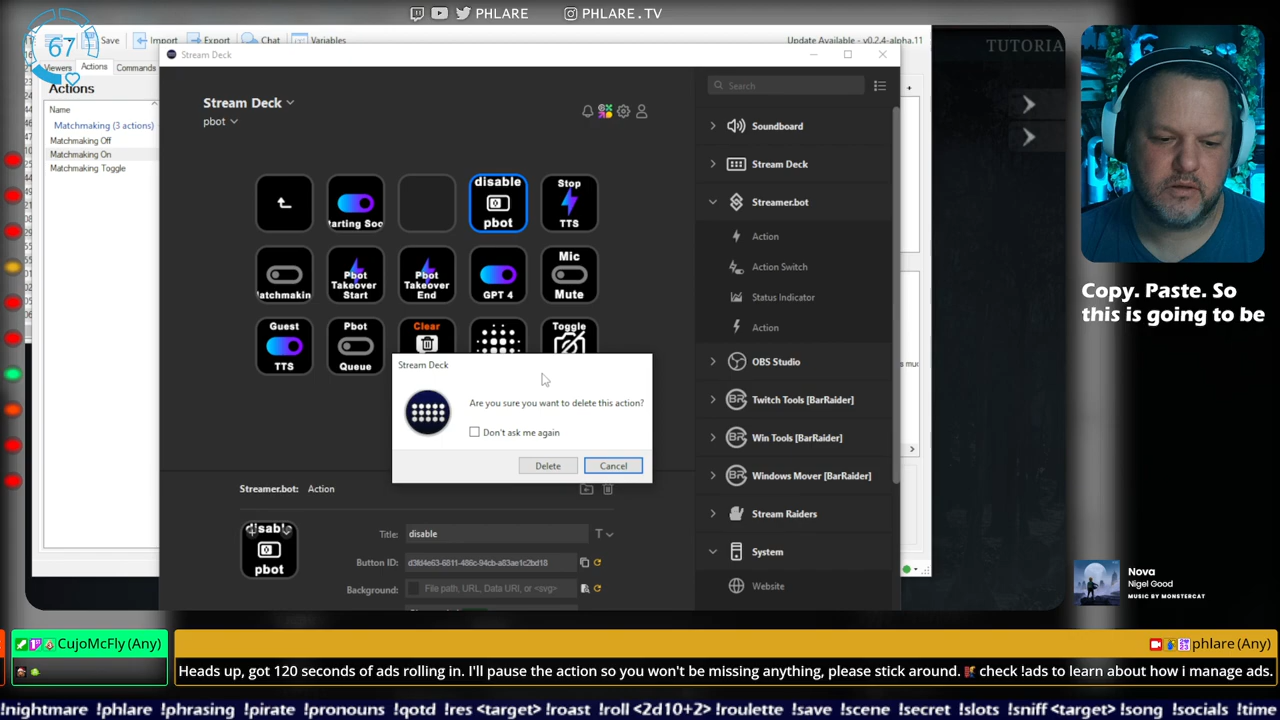 PHLARE
PHLARE.TV
67
Save
Import
Export
Chat
Variables
Update Available - v0.2.4-alpha.11
TUTORIA
Viewers
Actions
Commands
Actions
Name
Matchmaking (3 actions)
Matchmaking Off
Matchmaking On
Matchmaking Toggle
Stream Deck
Stream Deck
pbot
Search
Soundboard
Stream Deck
Streamer.bot
Action
Action Switch
Status Indicator
Action
OBS Studio
Twitch Tools [BarRaider]
Win Tools [BarRaider]
Windows Mover [BarRaider]
Stream Raiders
System
Website
arting Soo
disable
pbot
Stop
TTS
atchmakin
Pbot
Takeover
Start
Pbot
Takeover
End
GPT 4
Mic
Mute
Guest
TTS
Pbot
Queue
Clear
Toggle
Stream Deck
Are you sure you want to delete this action?
Don't ask me again
Delete
Cancel
Streamer.bot: Action
disable
pbot
Title: disable
Button ID: d3fd4e63-6811-486c-94cb-a83ae1c2bd18
Background: File path, URL, Data URI, or <svg>
Copy. Paste. So
this is going to be
Nova
Nigel Good
MUSIC BY MONSTERCAT
CujoMcFly (Any)
phlare (Any)
Heads up, got 120 seconds of ads rolling in. I'll pause the action so you won't be missing anything, please stick around. check !ads to learn about how i manage ads.
!nightmare !phlare !phrasing !pirate !pronouns !qotd !res <target> !roast !roll <2d10+2> !roulette !save !scene !secret !slots !sniff <target> !song !socials !time